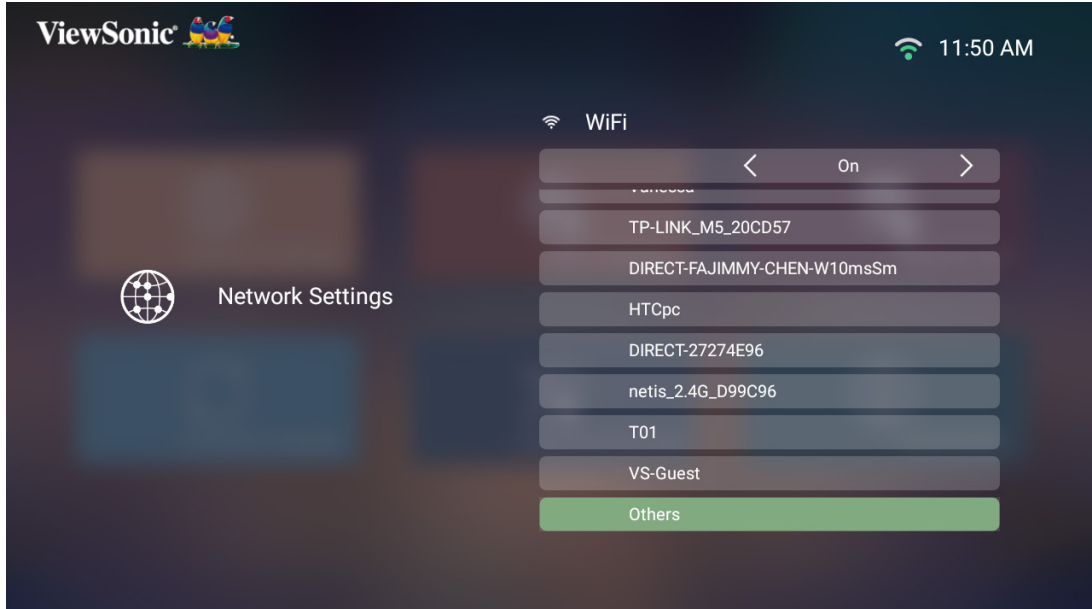 ViewSonic
11:50 AM
WiFi
On
Vanessa
TP-LINK_M5_20CD57
DIRECT-FAJIMMY-CHEN-W10msSm
Network Settings
HTCpc
DIRECT-27274E96
netis_2.4G_D99C96
T01
VS-Guest
Others